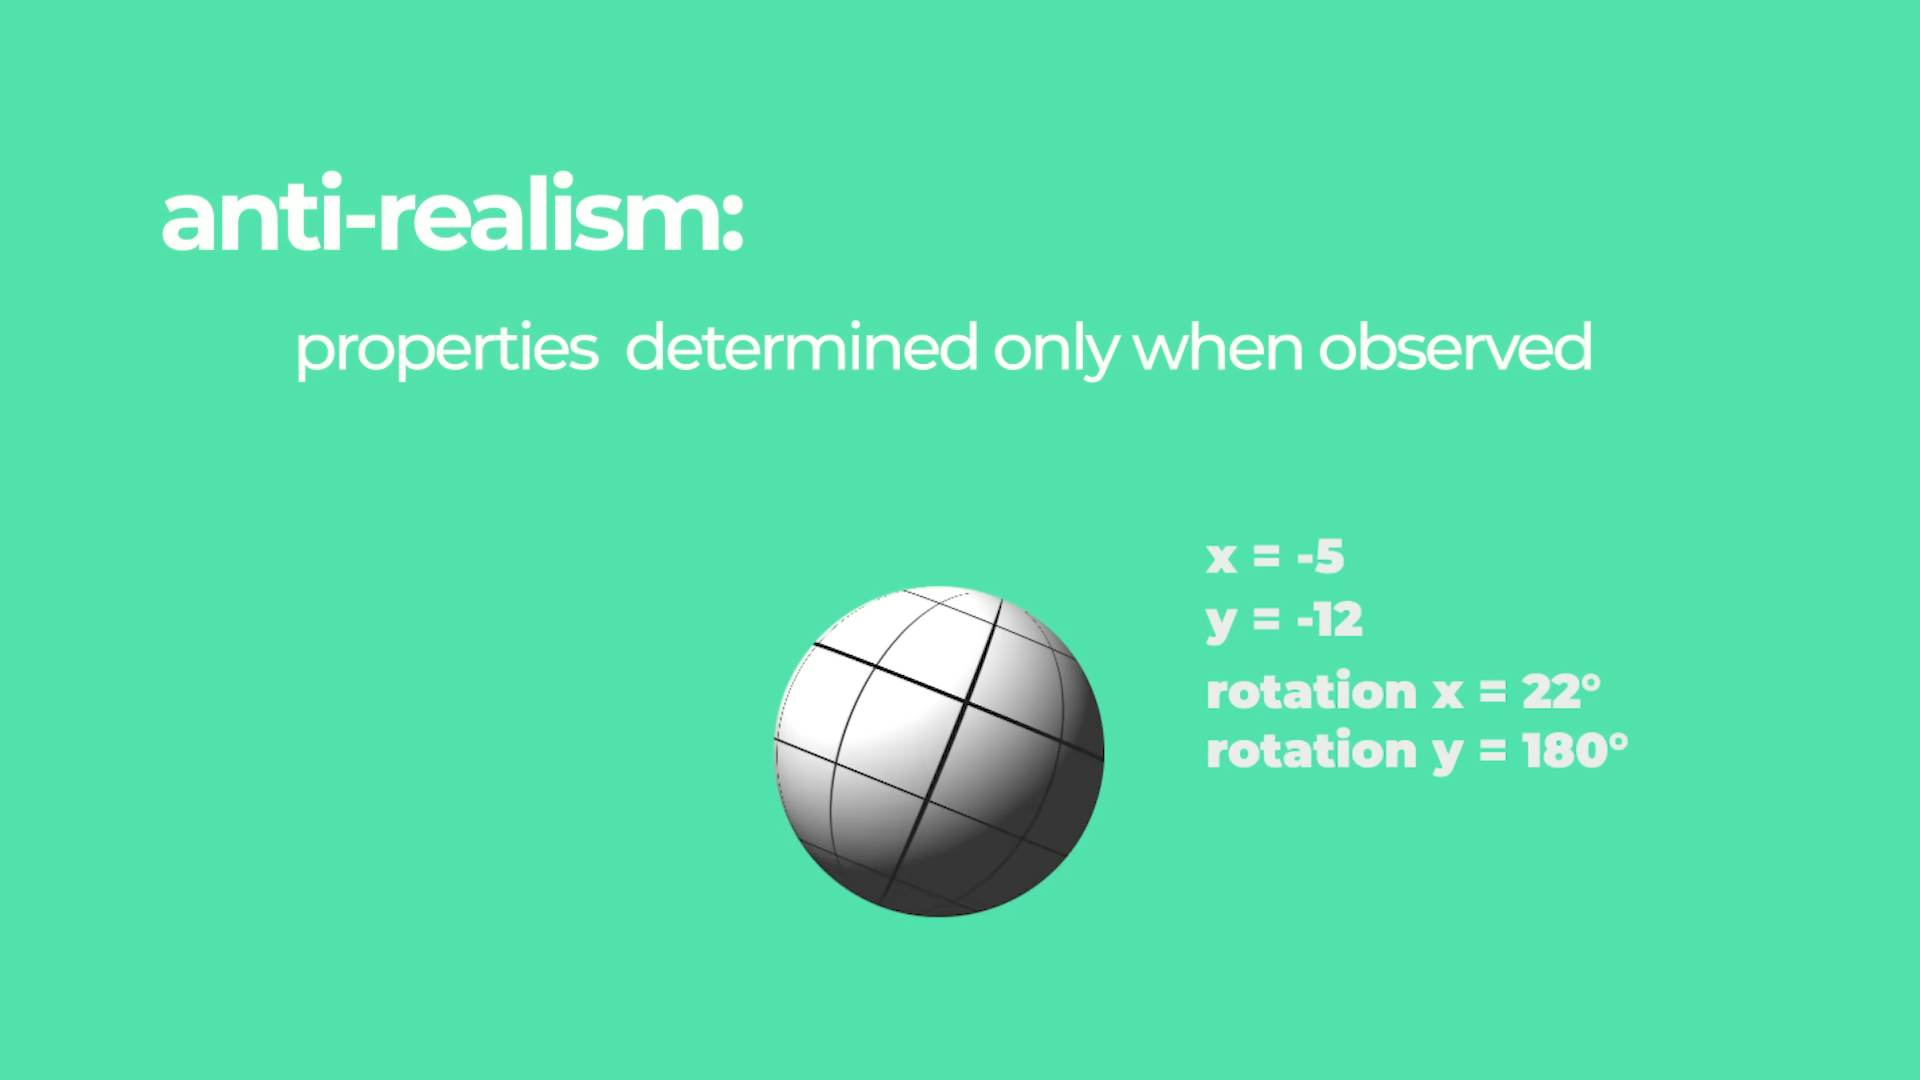 anti-realism:
properties determined only when observed
x = -5
y = -12
rotation x = 22°
rotation y = 180°